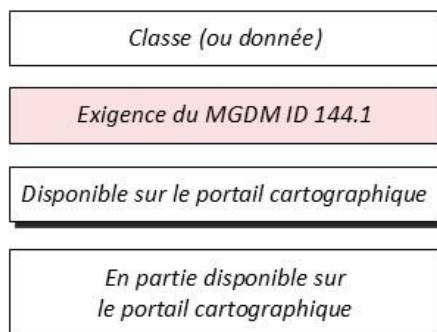 Classe (ou donnée)
Exigence du MGDM ID 144.1
Disponible sur le portail cartographique
En partie disponible sur
le portail cartographique